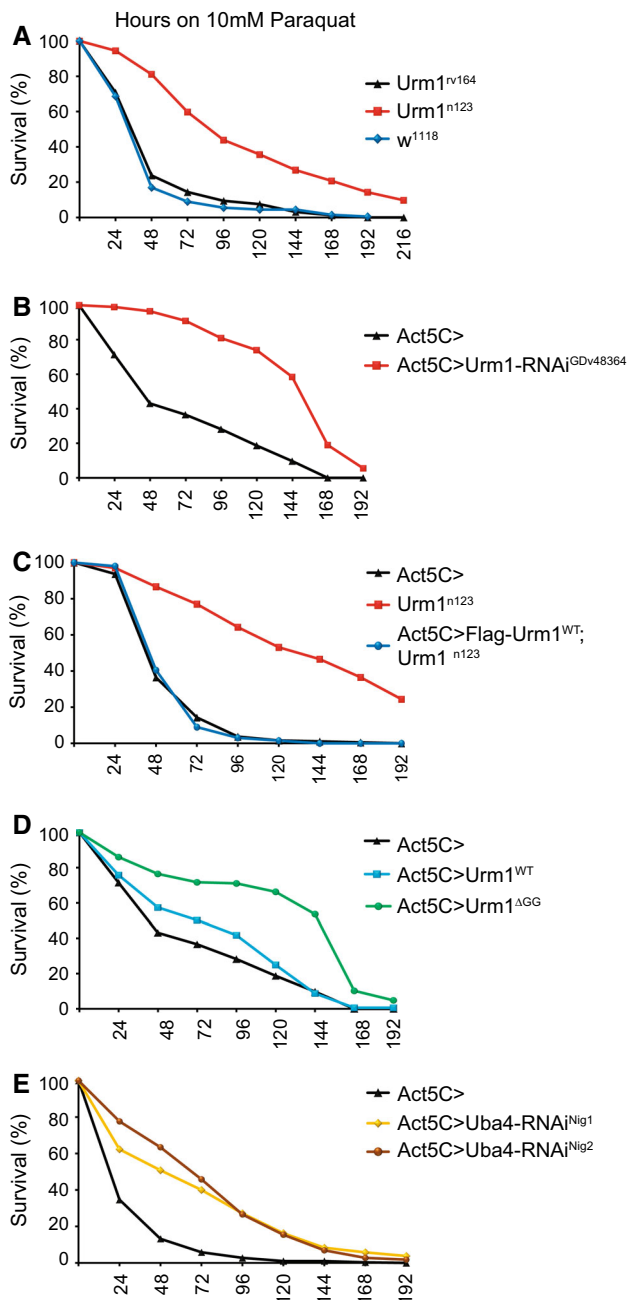 Hours on 10mM Paraquat
A
Survival (%)
100
80
60
40
20
0
24 48 72 96 120 144 168 192 216
Urm1rv164
Urm1n123
w1118
B
Survival (%)
100
80
60
40
20
0
24 48 72 96 120 144 168 192
Act5C>
Act5C>Urm1-RNAiGDv48364
C
Survival (%)
100
80
60
40
20
0
24 48 72 96 120 144 168 192
Act5C>
Urm1n123
Act5C>Flag-Urm1WT;
Urm1 n123
D
Survival (%)
100
80
60
40
20
0
24 48 72 96 120 144 168 192
Act5C>
Act5C>Urm1WT
Act5C>Urm1ΔGG
E
Survival (%)
100
80
60
40
20
0
24 48 72 96 120 144 168 192
Act5C>
Act5C>Uba4-RNAiNig1
Act5C>Uba4-RNAiNig2